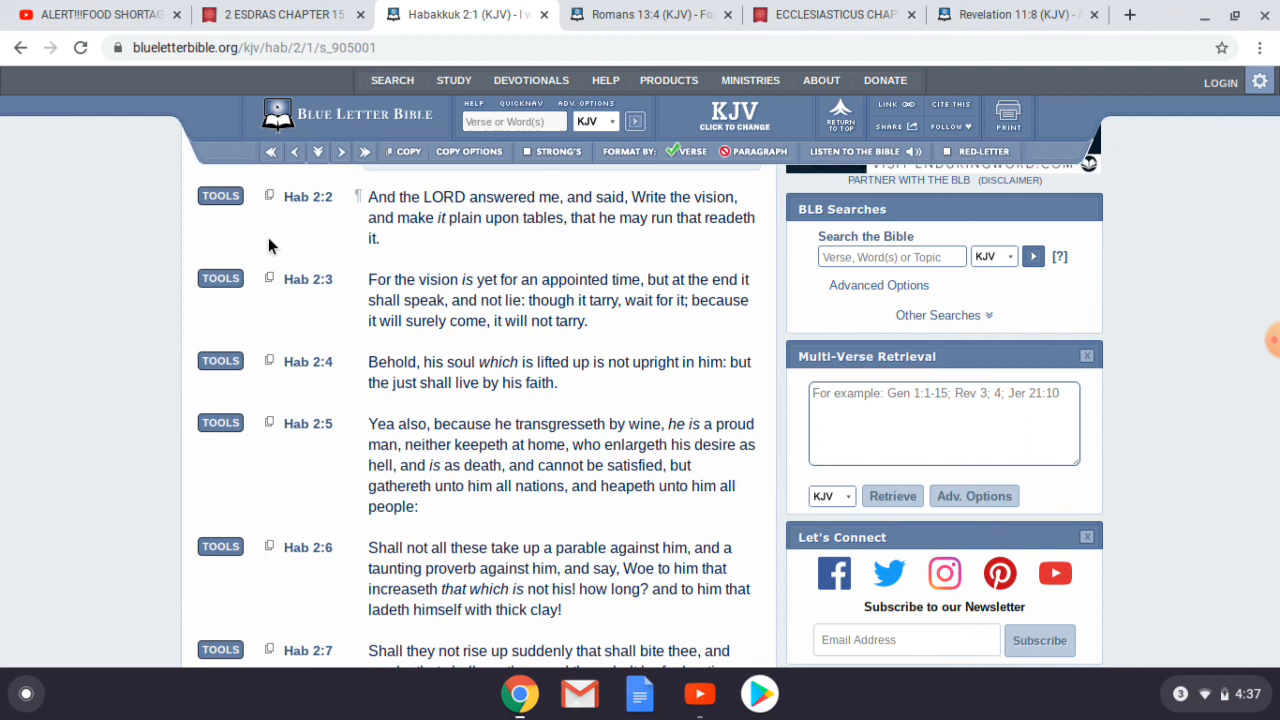 ALERT!!!FOOD SHORTAG
2 ESDRAS CHAPTER 15
Habakkuk 2:1 (KJV) - I w
Romans 13:4 (KJV) - Fo
ECCLESIASTICUS CHAP
Revelation 11:8 (KJV) - A
blueletterbible.org/kjv/hab/2/1/s_905001
SEARCH STUDY DEVOTIONALS HELP PRODUCTS MINISTRIES ABOUT DONATE
LOGIN
BLUE LETTER BIBLE
HELP QUICKNAV ADV. OPTIONS
Verse or Word(s) KJV
KJV
CLICK TO CHANGE
RETURN
TO TOP
LINK CITE THIS
SHARE FOLLOW
PRINT
COPY COPY OPTIONS STRONG'S FORMAT BY: VERSE PARAGRAPH LISTEN TO THE BIBLE RED-LETTER
VISIT ENDURINGWORD.COM
PARTNER WITH THE BLB (DISCLAIMER)
TOOLS Hab 2:2 ¶ And the LORD answered me, and said, Write the vision,
and make it plain upon tables, that he may run that readeth
it.
TOOLS Hab 2:3 For the vision is yet for an appointed time, but at the end it
shall speak, and not lie: though it tarry, wait for it; because
it will surely come, it will not tarry.
TOOLS Hab 2:4 Behold, his soul which is lifted up is not upright in him: but
the just shall live by his faith.
TOOLS Hab 2:5 Yea also, because he transgresseth by wine, he is a proud
man, neither keepeth at home, who enlargeth his desire as
hell, and is as death, and cannot be satisfied, but
gathereth unto him all nations, and heapeth unto him all
people:
TOOLS Hab 2:6 Shall not all these take up a parable against him, and a
taunting proverb against him, and say, Woe to him that
increaseth that which is not his! how long? and to him that
ladeth himself with thick clay!
TOOLS Hab 2:7 Shall they not rise up suddenly that shall bite thee, and
BLB Searches
Search the Bible
Verse, Word(s) or Topic KJV [?]
Advanced Options
Other Searches
Multi-Verse Retrieval X
For example: Gen 1:1-15; Rev 3; 4; Jer 21:10
KJV Retrieve Adv. Options
Let's Connect X
Subscribe to our Newsletter
Email Address Subscribe
3 4:37